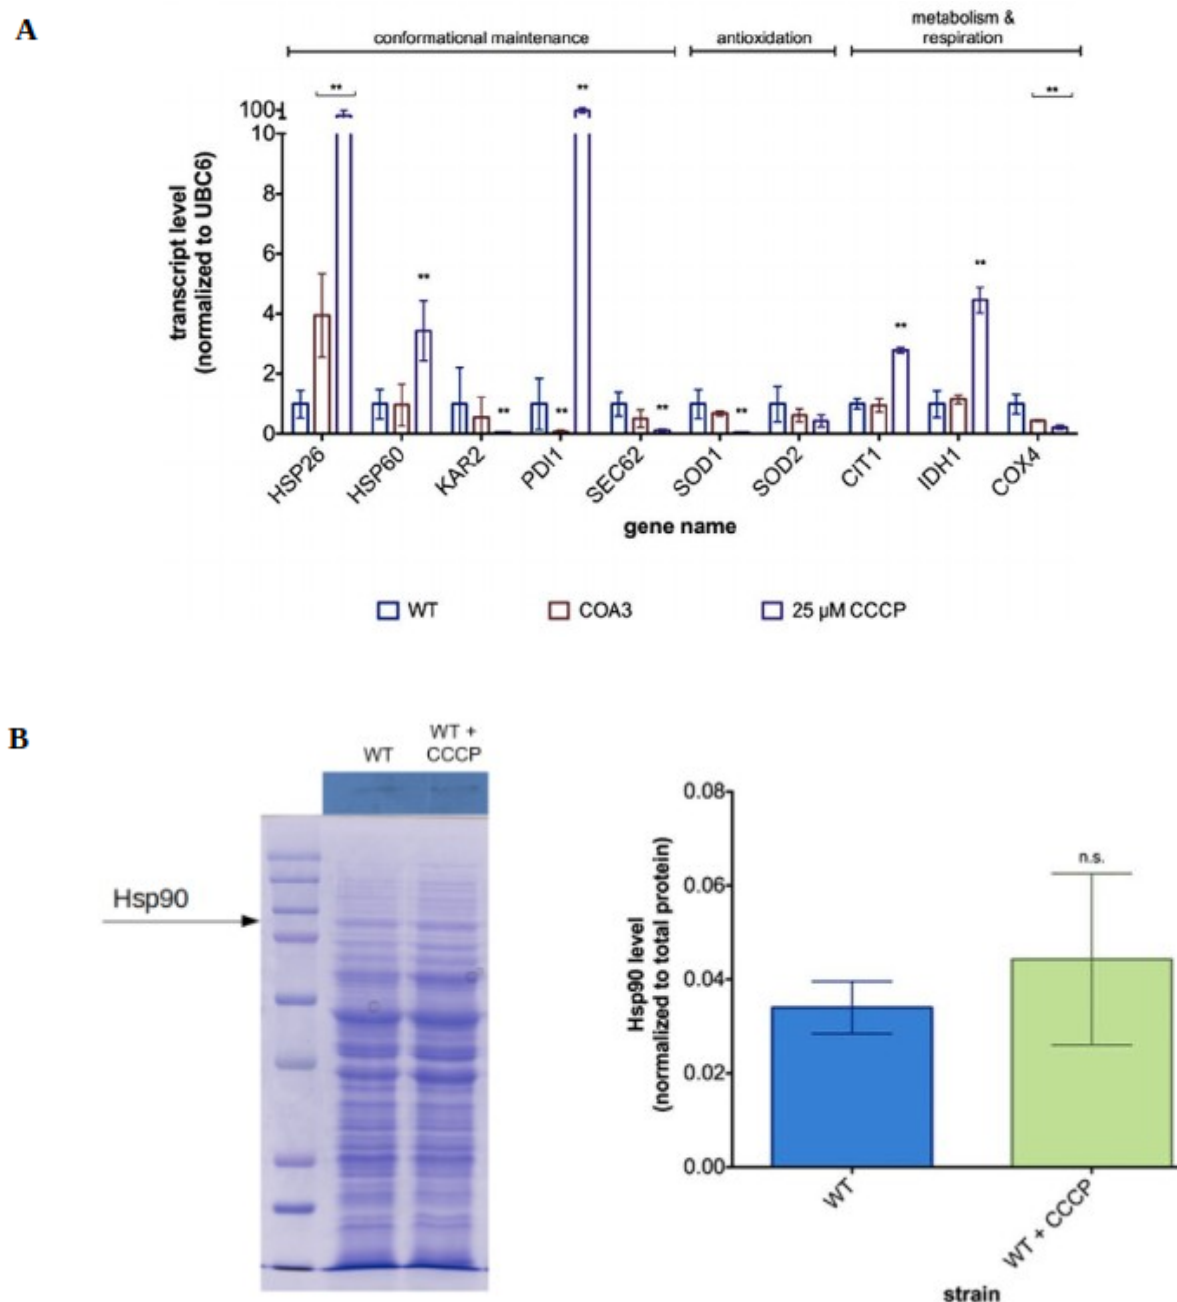 A
conformational maintenance
antioxidation
metabolism &
respiration
** ** **
100
10
8
6
4
2
0
transcript level
(normalized to UBC6)
** ** ** ** ** ** **
HSP26 HSP60 KAR2 PDI1 SEC62 SOD1 SOD2 CIT1 IDH1 COX4
gene name
WT COA3 25 µM CCCP
B
WT
WT +
CCCP
Hsp90
Hsp90 level
(normalized to total protein)
0.08
0.06
0.04
0.02
0.00
n.s.
WT
WT + CCCP
strain